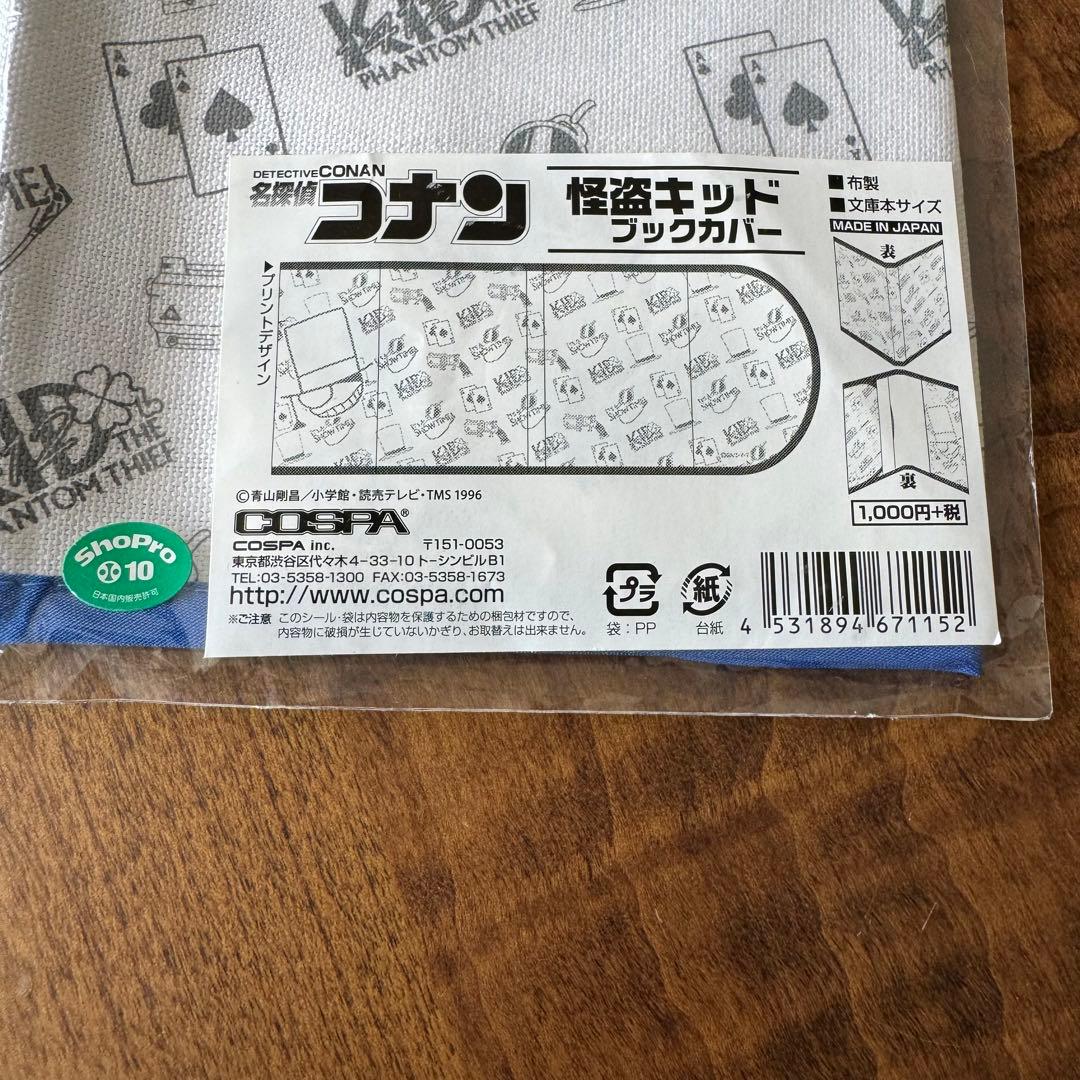 KID THE
PHANTOM THIEF
A
A
A
A
DETECTIVE CONAN
名探偵コナン
怪盗キッド
ブックカバー
■布製
■文庫本サイズ
MADE IN JAPAN
表
裏
▶プリントデザイン
1,000円+税
©青山剛昌/小学館・読売テレビ・TMS 1996
COSPA®
COSPA inc. 〒151-0053
東京都渋谷区代々木4-33-10 トーシンビルB1
TEL:03-5358-1300 FAX:03-5358-1673
http://www.cospa.com
※ご注意 このシール・袋は内容物を保護するための梱包材ですので、
内容物に破損が生じていないかぎり、お取替えは出来ません。
プラ
袋:PP
紙
台紙
4 531894 671152
KID THE
PHANTOM THIEF
ShoPro
10
日本国内販売許可